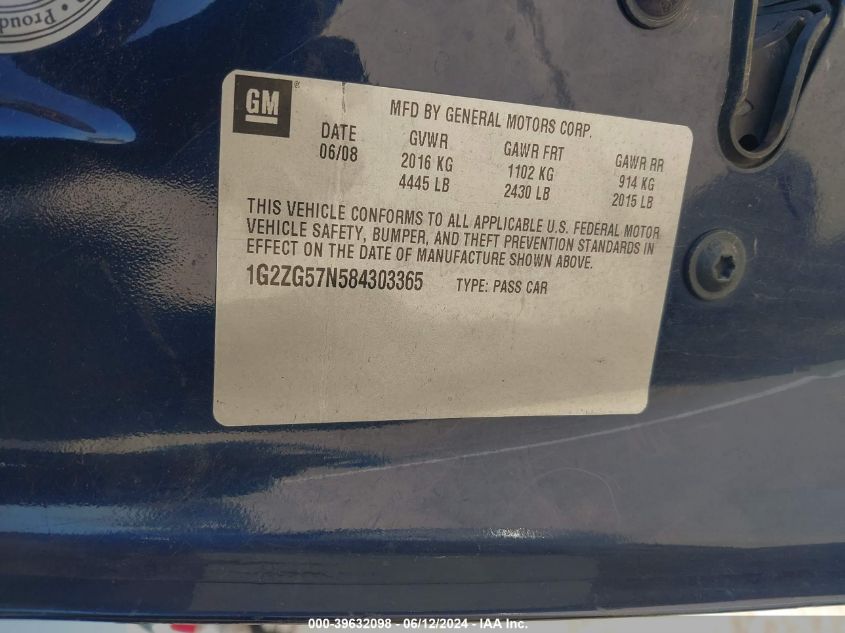 Proud
GM ®
MFD BY GENERAL MOTORS CORP.
DATE GVWR GAWR FRT GAWR RR
06/08 2016 KG 1102 KG 914 KG
4445 LB 2430 LB 2015 LB
THIS VEHICLE CONFORMS TO ALL APPLICABLE U.S. FEDERAL MOTOR
VEHICLE SAFETY, BUMPER, AND THEFT PREVENTION STANDARDS IN
EFFECT ON THE DATE OF MANUFACTURE SHOWN ABOVE.
1G2ZG57N584303365 TYPE: PASS CAR
000-39632098 - 06/12/2024 - IAA Inc.